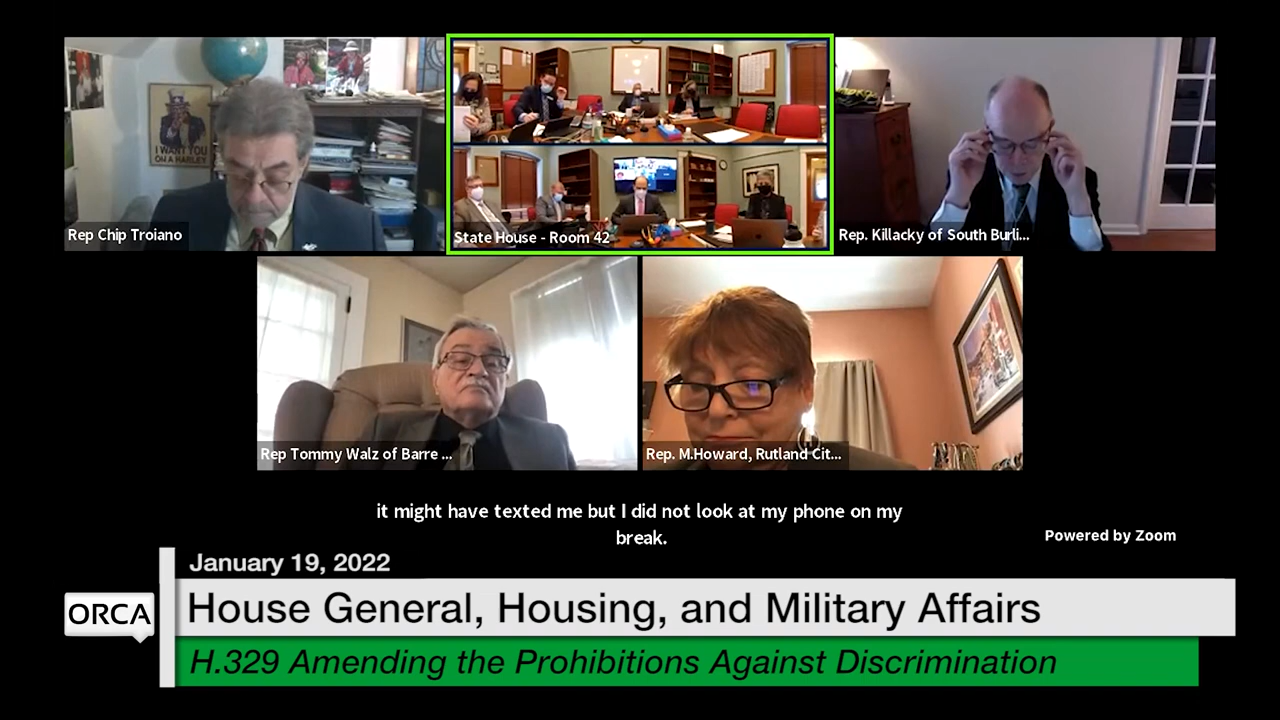 I WANT YOU
ON A HARLEY
Rep Chip Troiano
State House - Room 42
Rep. Killacky of South Burli...
Rep Tommy Walz of Barre ...
Rep. M.Howard, Rutland Cit...
it might have texted me but I did not look at my phone on my
break.
Powered by Zoom
January 19, 2022
ORCA
House General, Housing, and Military Affairs
H.329 Amending the Prohibitions Against Discrimination